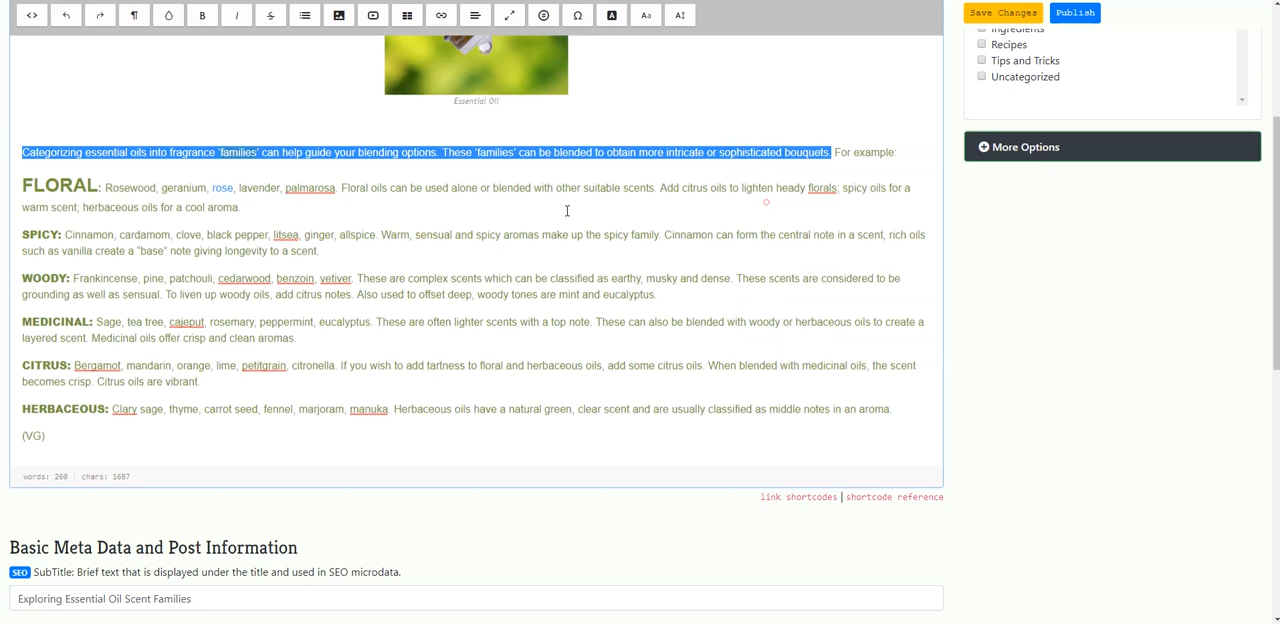 Save Changes Publish
Ingredients
Recipes
Tips and Tricks
Uncategorized
More Options
Essential Oil
Categorizing essential oils into fragrance 'families' can help guide your blending options. These 'families' can be blended to obtain more intricate or sophisticated bouquets. For example:
FLORAL: Rosewood, geranium, rose, lavender, palmarosa. Floral oils can be used alone or blended with other suitable scents. Add citrus oils to lighten heady florals; spicy oils for a
warm scent; herbaceous oils for a cool aroma.
SPICY: Cinnamon, cardamom, clove, black pepper, litsea, ginger, allspice. Warm, sensual and spicy aromas make up the spicy family. Cinnamon can form the central note in a scent, rich oils
such as vanilla create a "base" note giving longevity to a scent.
WOODY: Frankincense, pine, patchouli, cedarwood, benzoin, vetiver. These are complex scents which can be classified as earthy, musky and dense. These scents are considered to be
grounding as well as sensual. To liven up woody oils, add citrus notes. Also used to offset deep, woody tones are mint and eucalyptus.
MEDICINAL: Sage, tea tree, cajeput, rosemary, peppermint, eucalyptus. These are often lighter scents with a top note. These can also be blended with woody or herbaceous oils to create a
layered scent. Medicinal oils offer crisp and clean aromas.
CITRUS: Bergamot, mandarin, orange, lime, petitgrain, citronella. If you wish to add tartness to floral and herbaceous oils, add some citrus oils. When blended with medicinal oils, the scent
becomes crisp. Citrus oils are vibrant.
HERBACEOUS: Clary sage, thyme, carrot seed, fennel, marjoram, manuka. Herbaceous oils have a natural green, clear scent and are usually classified as middle notes in an aroma.
(VG)
words: 260 | chars: 1687
link shortcodes | shortcode reference
Basic Meta Data and Post Information
SEO SubTitle: Brief text that is displayed under the title and used in SEO microdata.
Exploring Essential Oil Scent Families